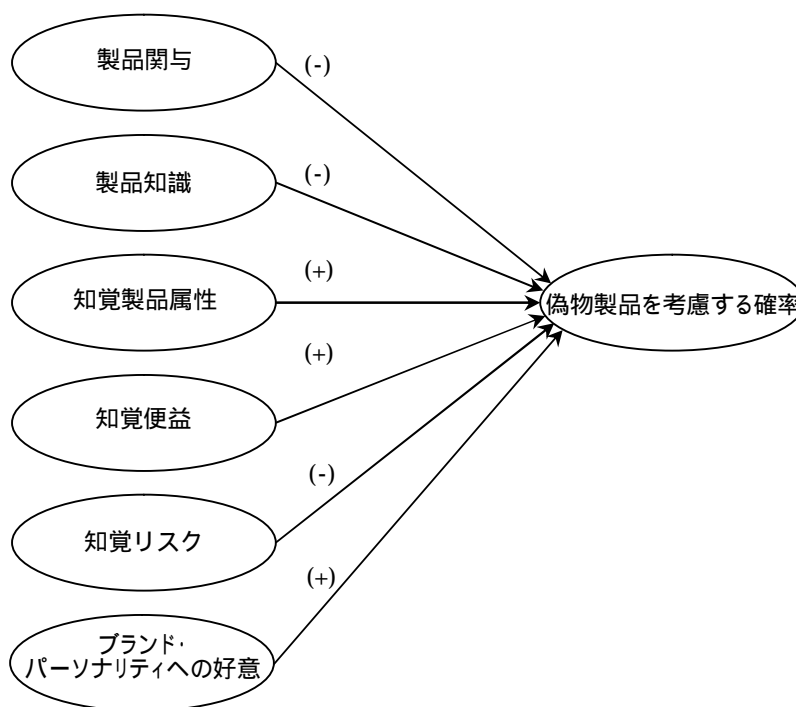 製品関与
(-)
製品知識
(-)
知覚製品属性
(+)
偽物製品を考慮する確率
知覚便益
(+)
知覚リスク
(-)
ブランド・
パーソナリティへの好意
(+)